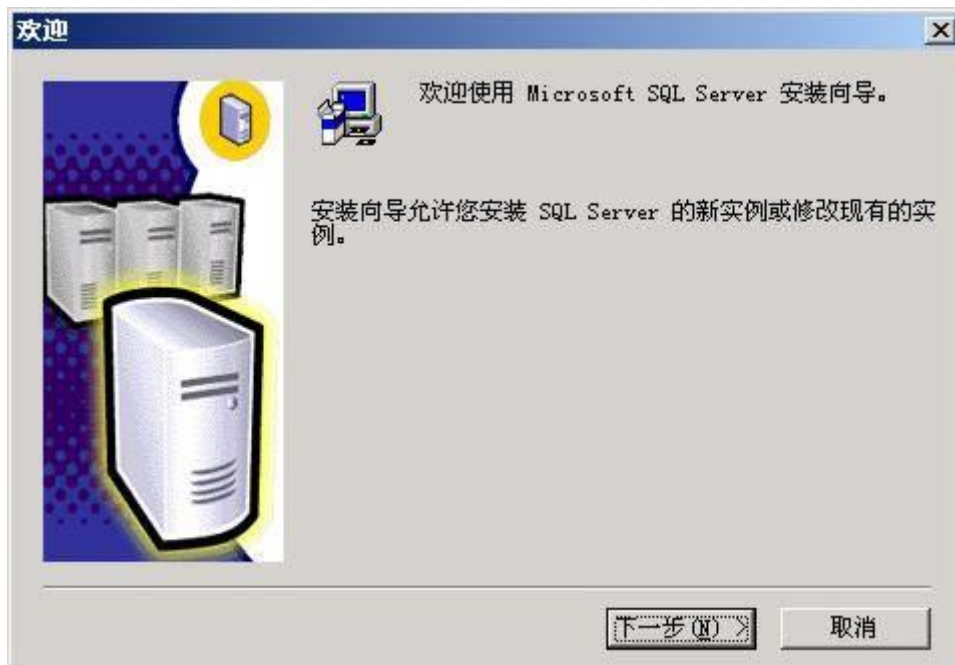 欢迎
欢迎使用 Microsoft SQL Server 安装向导。
安装向导允许您安装 SQL Server 的新实例或修改现有的实
例。
下一步(N) >
取消